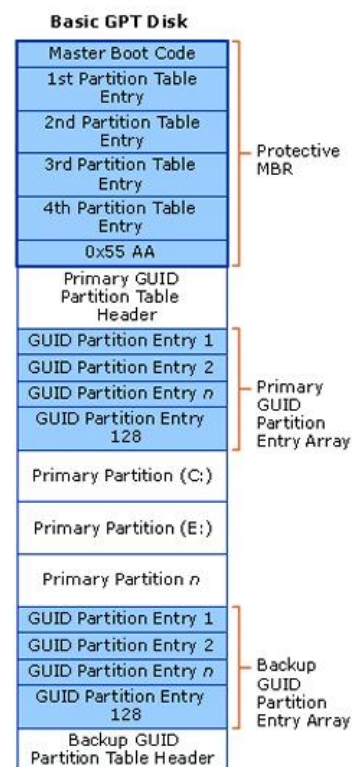 Basic GPT Disk
Master Boot Code
1st Partition Table
Entry
2nd Partition Table
Entry
3rd Partition Table
Entry
4th Partition Table
Entry
0x55 AA
Protective
MBR
Primary GUID
Partition Table
Header
GUID Partition Entry 1
GUID Partition Entry 2
GUID Partition Entry n
GUID Partition Entry
128
Primary
GUID
Partition
Entry Array
Primary Partition (C:)
Primary Partition (E:)
Primary Partition n
GUID Partition Entry 1
GUID Partition Entry 2
GUID Partition Entry n
GUID Partition Entry
128
Backup
GUID
Partition
Entry Array
Backup GUID
Partition Table Header